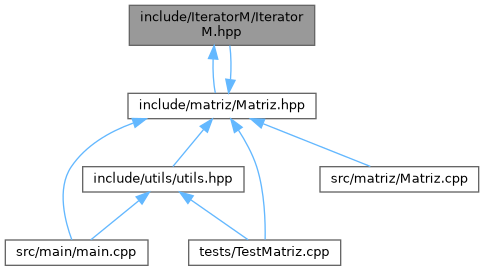 include/IteratorM/Iterator
M.hpp
include/matriz/Matriz.hpp
include/utils/utils.hpp
src/matriz/Matriz.cpp
src/main/main.cpp
tests/TestMatriz.cpp